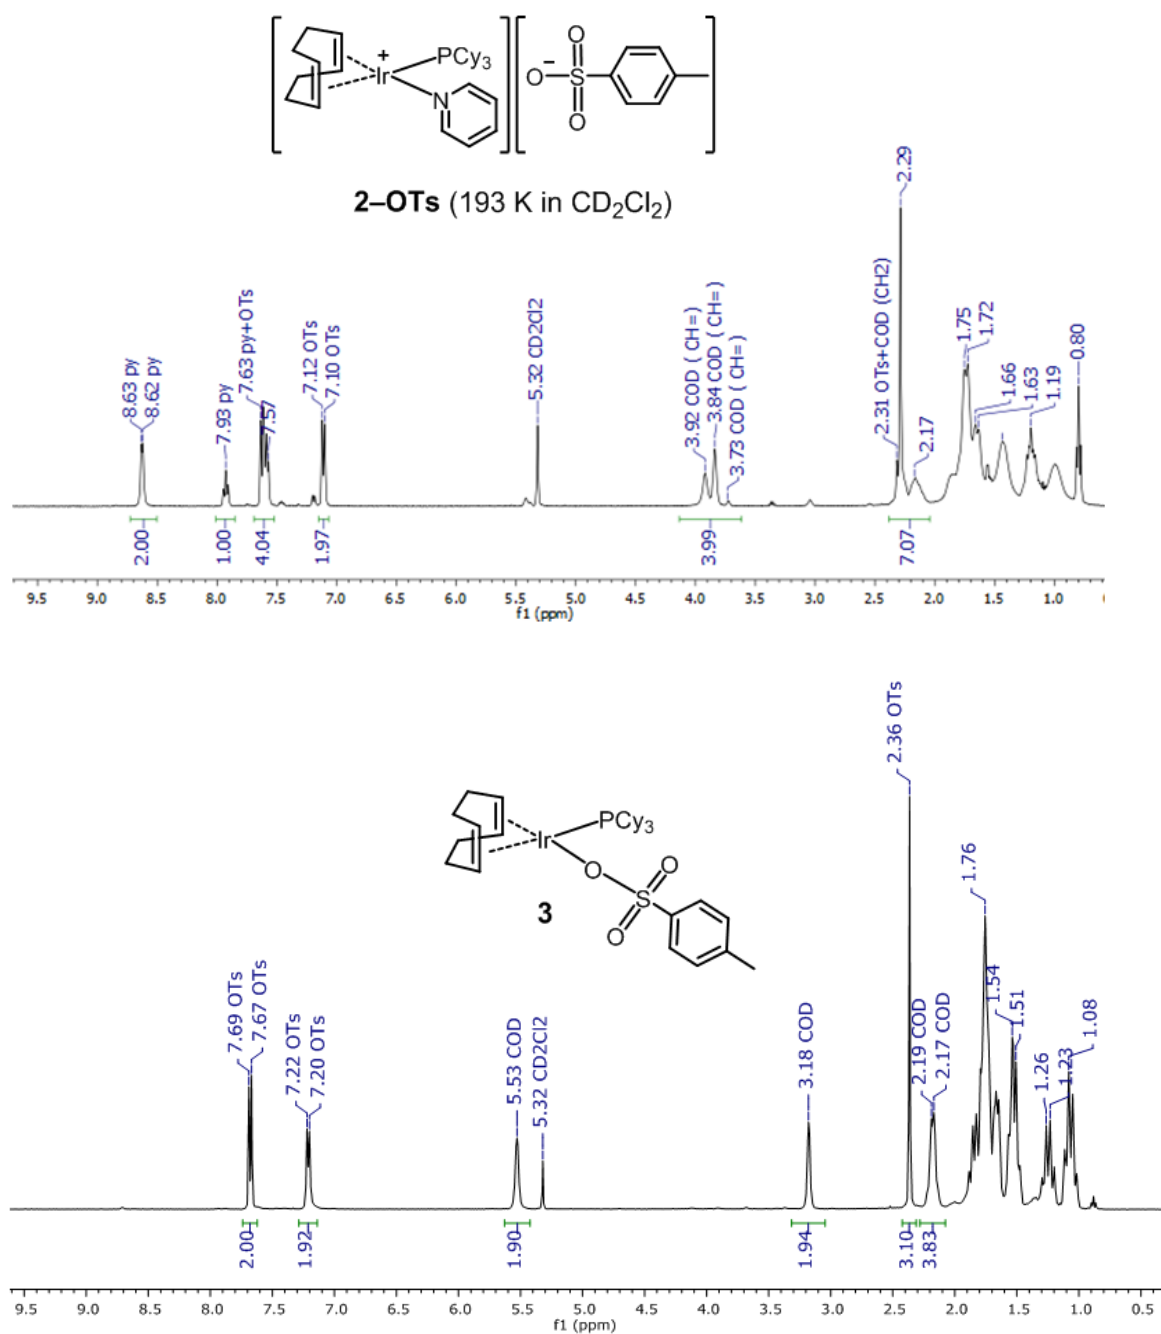 +
Ir
PCy3
N
O−
S
O
O
2–OTs (193 K in CD2Cl2)
8.63 py
8.62 py
7.93 py
7.63 py+OTs
7.57
7.12 OTs
7.10 OTs
5.32 CD2Cl2
3.92 COD ( CH=)
3.84 COD ( CH=)
3.73 COD ( CH=)
2.31 OTs+COD (CH2)
2.29
2.17
1.75
1.72
1.66
1.63
1.19
0.80
2.00
1.00
4.04
1.97
3.99
7.07
9.5 9.0 8.5 8.0 7.5 7.0 6.5 6.0 5.5 5.0 4.5 4.0 3.5 3.0 2.5 2.0 1.5 1.0
f1 (ppm)
Ir
PCy3
O
S
O
O
3
7.69 OTs
7.67 OTs
7.22 OTs
7.20 OTs
5.53 COD
5.32 CD2Cl2
3.18 COD
2.36 OTs
2.19 COD
2.17 COD
1.76
1.54
1.51
1.26
1.23
1.08
2.00
1.92
1.90
1.94
3.10
3.83
9.5 9.0 8.5 8.0 7.5 7.0 6.5 6.0 5.5 5.0 4.5 4.0 3.5 3.0 2.5 2.0 1.5 1.0 0.5
f1 (ppm)